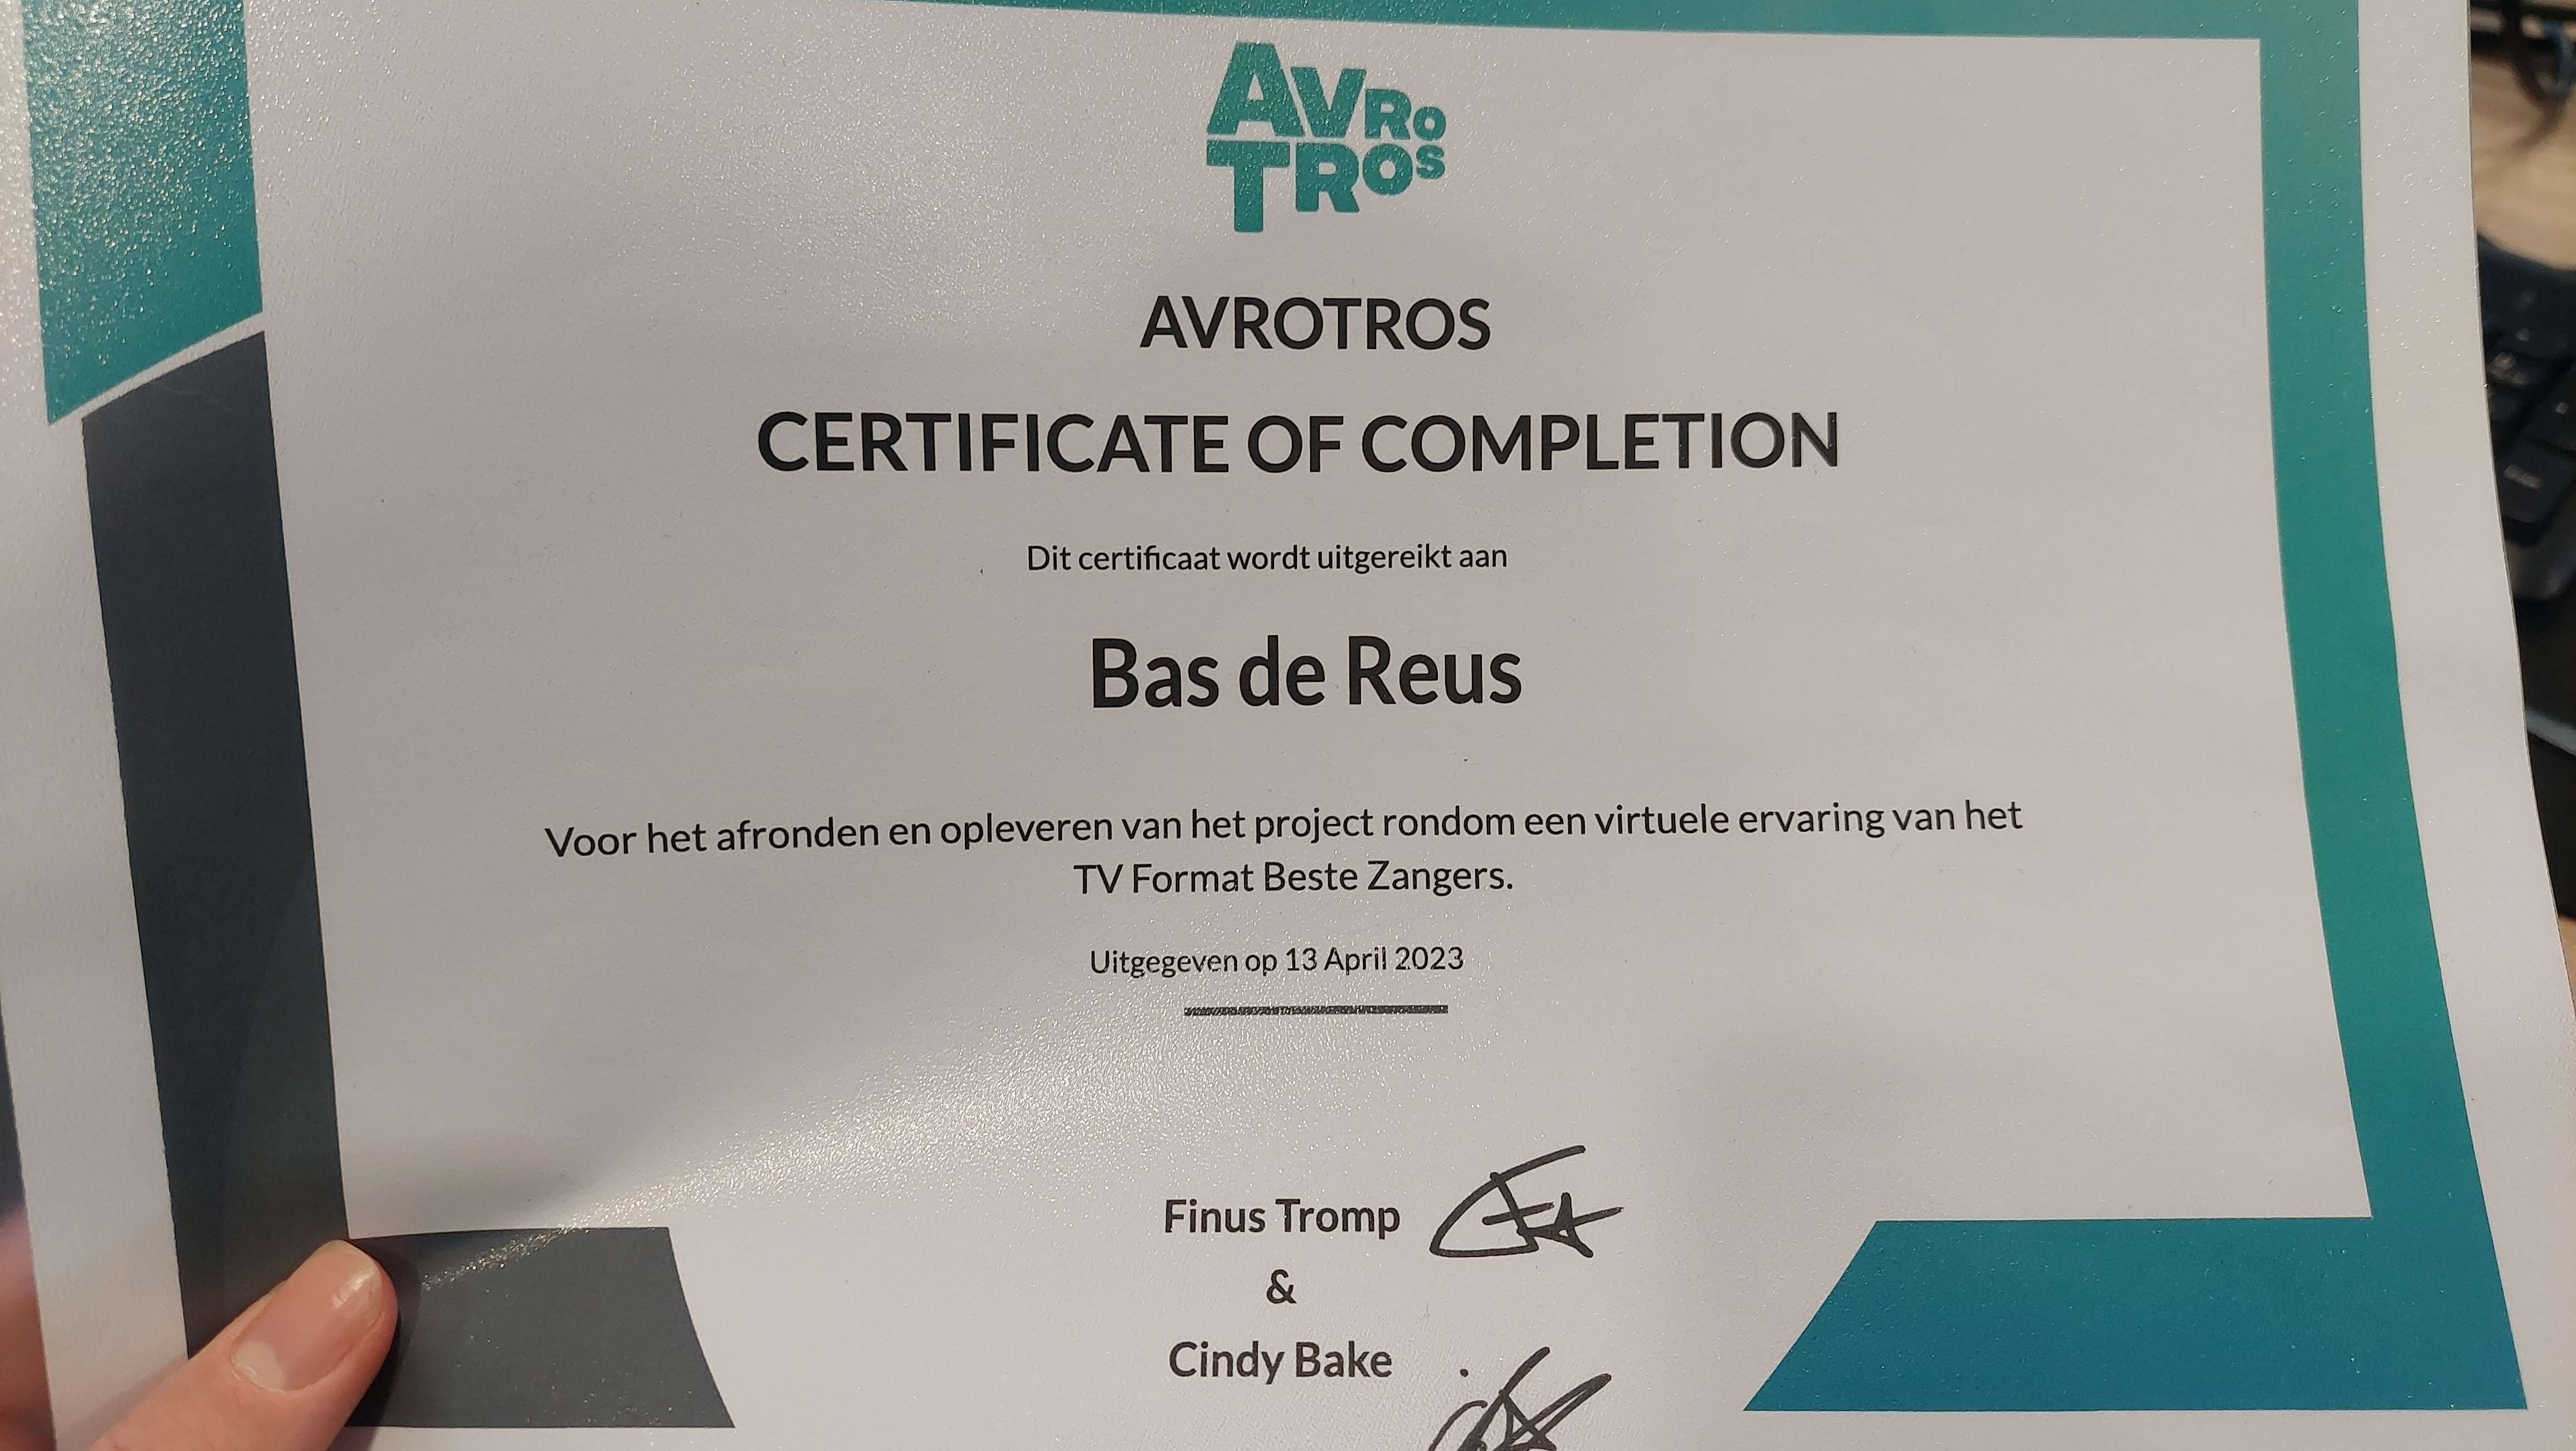 AVRO
TROS
AVROTROS
CERTIFICATE OF COMPLETION
Dit certificaat wordt uitgereikt aan
Bas de Reus
Voor het afronden en opleveren van het project rondom een virtuele ervaring van het
TV Format Beste Zangers.
Uitgegeven op 13 April 2023
Finus Tromp
&
Cindy Bake